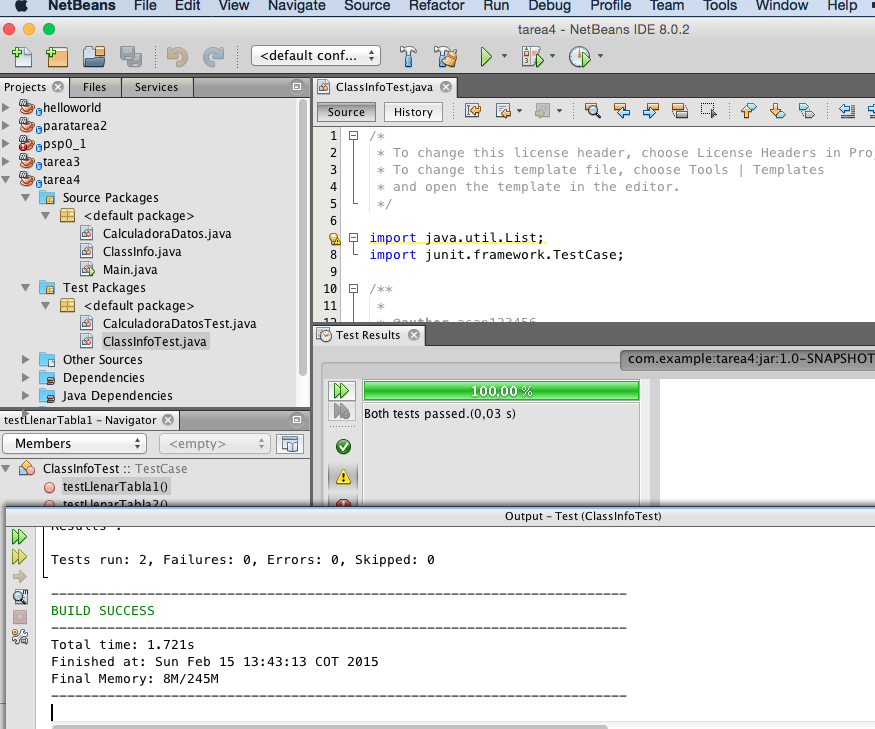 NetBeans File Edit View Navigate Source Refactor Run Debug Profile Team Tools Window Help
tarea4 - NetBeans IDE 8.0.2
<default conf...
Projects Files Services
helloworld
paratarea2
psp0_1
tarea3
tarea4
Source Packages
<default package>
CalculadoraDatos.java
ClassInfo.java
Main.java
Test Packages
<default package>
CalculadoraDatosTest.java
ClassInfoTest.java
Other Sources
Dependencies
Java Dependencies
testLlenarTabla1 – Navigator
Members <empty>
ClassInfoTest :: TestCase
testLlenarTabla1()
testLlenarTabla2()
ClassInfoTest.java
Source History
1 /*
2 * To change this license header, choose License Headers in Pro
3 * To change this template file, choose Tools | Templates
4 * and open the template in the editor.
5 */
6
import java.util.List;
8 import junit.framework.TestCase;
9
10 /**
11 *
12 * @author asap123456
Test Results
com.example:tarea4:jar:1.0-SNAPSHOT
100,00 %
Both tests passed.(0,03 s)
Output – Test (ClassInfoTest)
Results :
Tests run: 2, Failures: 0, Errors: 0, Skipped: 0
------------------------------------------------------------------------
BUILD SUCCESS
------------------------------------------------------------------------
Total time: 1.721s
Finished at: Sun Feb 15 13:43:13 COT 2015
Final Memory: 8M/245M
------------------------------------------------------------------------